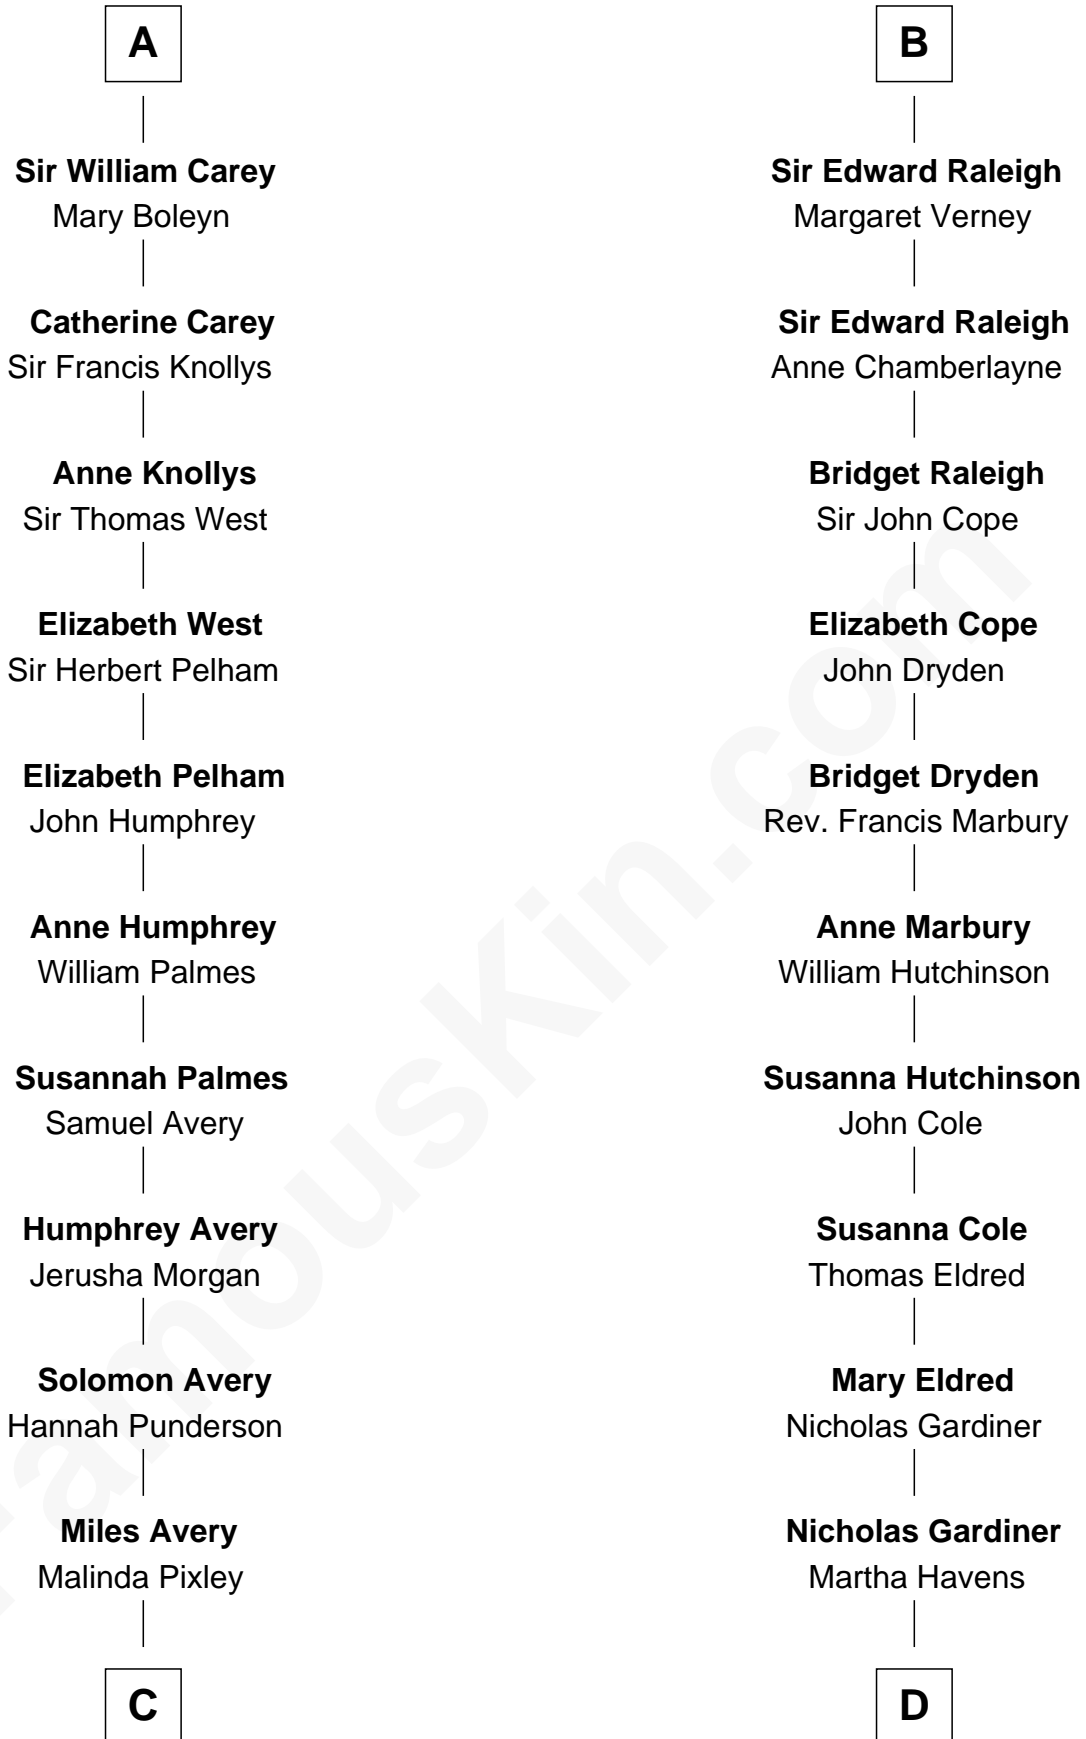 A
Sir William Carey
Mary Boleyn
Catherine Carey
Sir Francis Knollys
Anne Knollys
Sir Thomas West
Elizabeth West
Sir Herbert Pelham
Elizabeth Pelham
John Humphrey
Anne Humphrey
William Palmes
Susannah Palmes
Samuel Avery
Humphrey Avery
Jerusha Morgan
Solomon Avery
Hannah Punderson
Miles Avery
Malinda Pixley
C
B
Sir Edward Raleigh
Margaret Verney
Sir Edward Raleigh
Anne Chamberlayne
Bridget Raleigh
Sir John Cope
Elizabeth Cope
John Dryden
Bridget Dryden
Rev. Francis Marbury
Anne Marbury
William Hutchinson
Susanna Hutchinson
John Cole
Susanna Cole
Thomas Eldred
Mary Eldred
Nicholas Gardiner
Nicholas Gardiner
Martha Havens
D
FamousKin.com